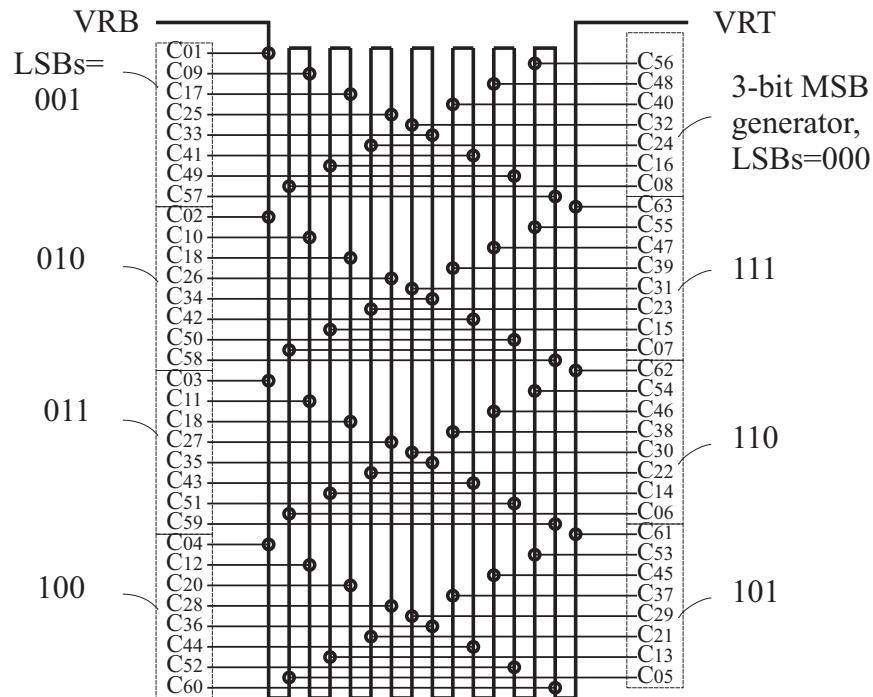 VRB
VRT
LSBs=
001
C01
C09
C17
C25
C33
C41
C49
C57
010
C02
C10
C18
C26
C34
C42
C50
C58
011
C03
C11
C18
C27
C35
C43
C51
C59
100
C04
C12
C20
C28
C36
C44
C52
C60
C56
C48
C40
C32
C24
C16
C08
3-bit MSB
generator,
LSBs=000
C63
C55
C47
C39
C31
C23
C15
C07
111
C62
C54
C46
C38
C30
C22
C14
C06
110
C61
C53
C45
C37
C29
C21
C13
C05
101